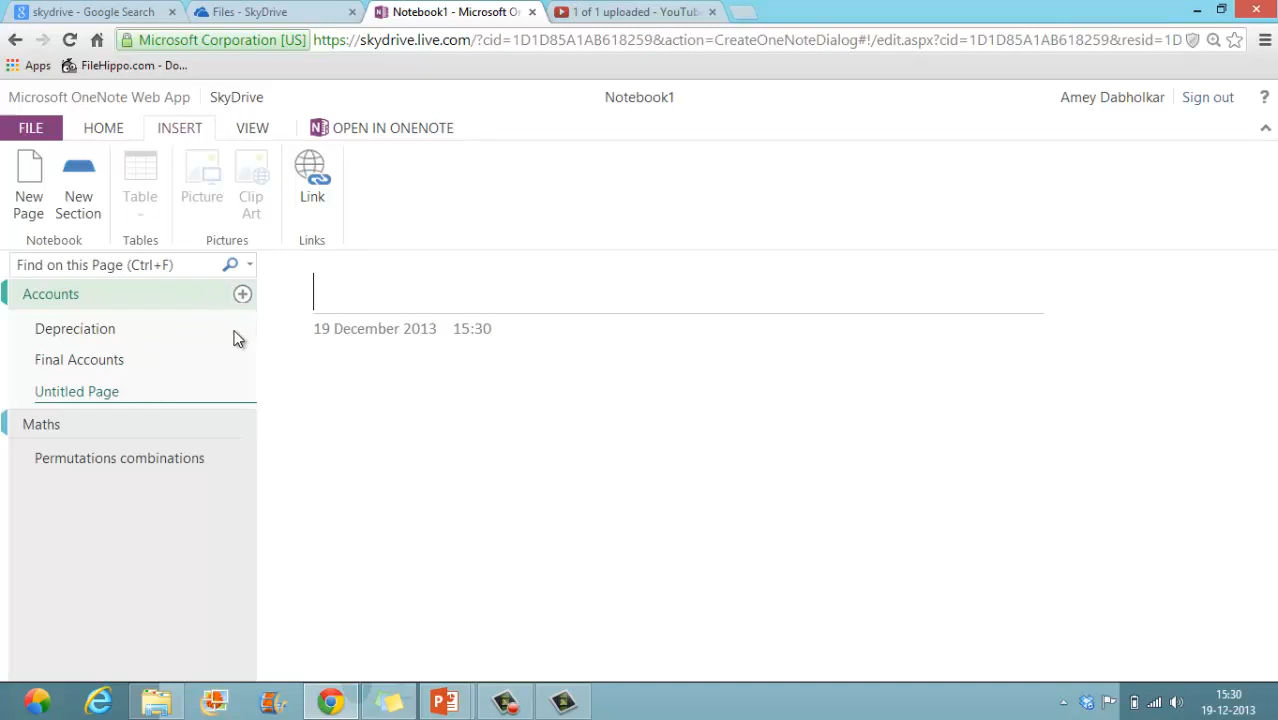 skydrive - Google Search
Files - SkyDrive
Notebook1 - Microsoft O
1 of 1 uploaded - YouTube
Microsoft Corporation [US]
https://skydrive.live.com/?cid=1D1D85A1AB618259&action=CreateOneNoteDialog#!/edit.aspx?cid=1D1D85A1AB618259&resid=1D
Apps
FileHippo.com - Do...
Microsoft OneNote Web App
SkyDrive
Notebook1
Amey Dabholkar
Sign out
?
FILE
HOME
INSERT
VIEW
OPEN IN ONENOTE
New Page
New Section
Table
Picture
Clip Art
Link
Notebook
Tables
Pictures
Links
Find on this Page (Ctrl+F)
Accounts
Depreciation
Final Accounts
Untitled Page
Maths
Permutations combinations
19 December 2013 15:30
15:30
19-12-2013